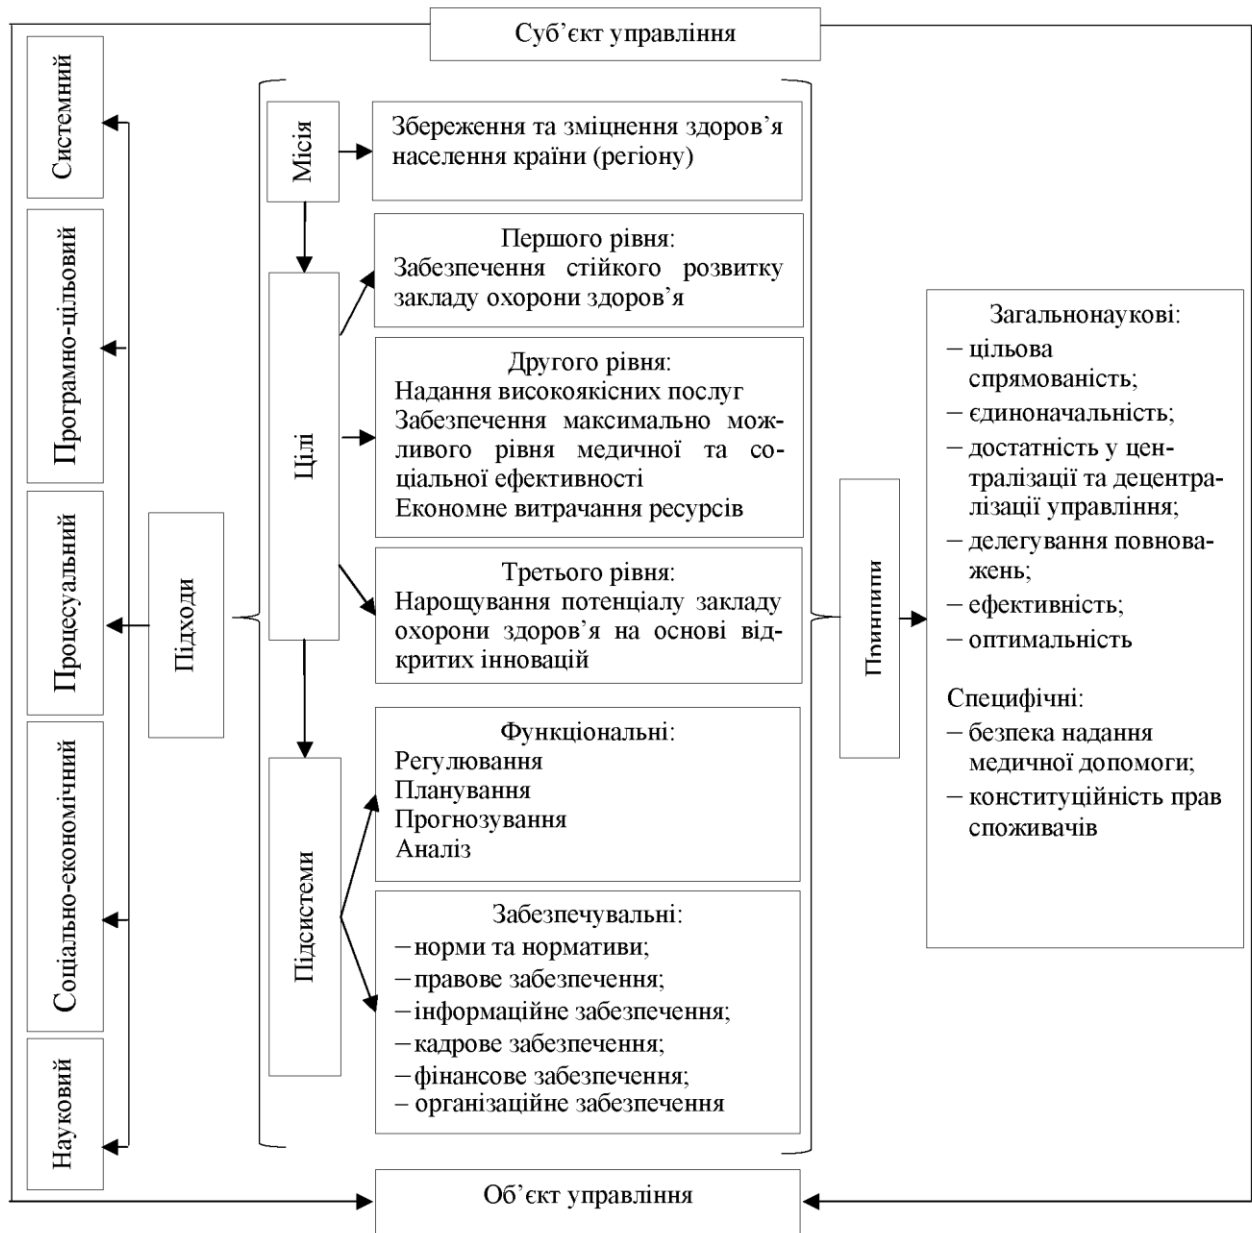 Суб’єкт управління
Системний
Програмно-цільовий
Процесуальний
Соціально-економічний
Науковий
Підходи
Місія
Збереження та зміцнення здоров’я
населення країни (регіону)
Цілі
Першого рівня:
Забезпечення стійкого розвитку
закладу охорони здоров’я
Другого рівня:
Надання високоякісних послуг
Забезпечення максимально мож-
ливого рівня медичної та со-
ціальної ефективності
Економне витрачання ресурсів
Третього рівня:
Нарощування потенціалу закладу
охорони здоров’я на основі від-
критих інновацій
Підсистеми
Функціональні:
Регулювання
Планування
Прогнозування
Аналіз
Забезпечувальні:
– норми та нормативи;
– правове забезпечення;
– інформаційне забезпечення;
– кадрове забезпечення;
– фінансове забезпечення;
– організаційне забезпечення
Принципи
Загальнонаукові:
– цільова
спрямованість;
– єдиноначальність;
– достатність у цен-
тралізації та децентра-
лізації управління;
– делегування повнова-
жень;
– ефективність;
– оптимальність
Специфічні:
– безпека надання
медичної допомоги;
– конституційність прав
споживачів
Об’єкт управління